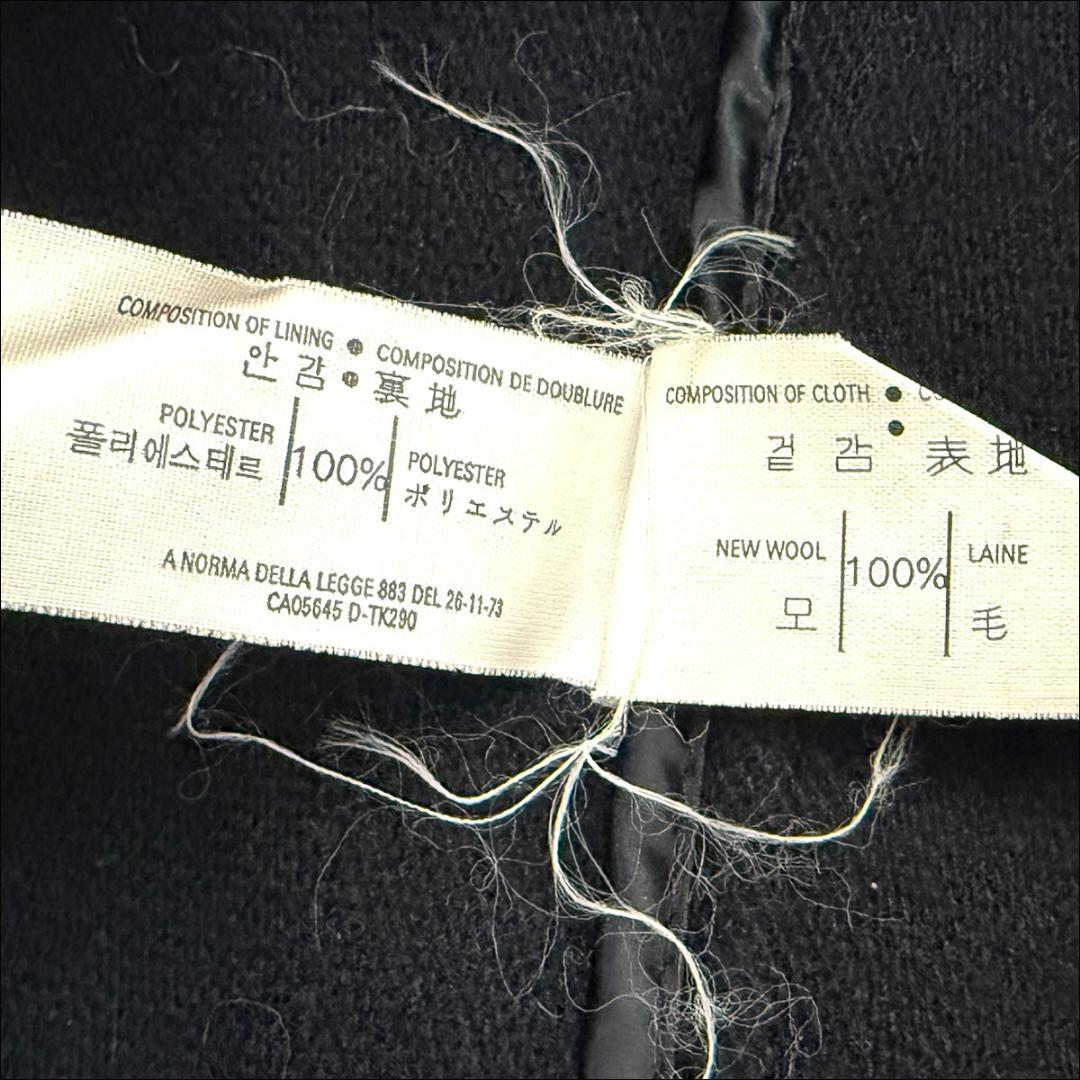 COMPOSITION OF LINING • COMPOSITION DE DOUBLURE
안 감 • 裏 地
POLYESTER
폴리에스테르
100%
POLYESTER
ポリエステル
A NORMA DELLA LEGGE 883 DEL 26-11-73
CA05645 D-TK290
COMPOSITION OF CLOTH •
겉 감 • 表 地
NEW WOOL
모
100%
LAINE
毛